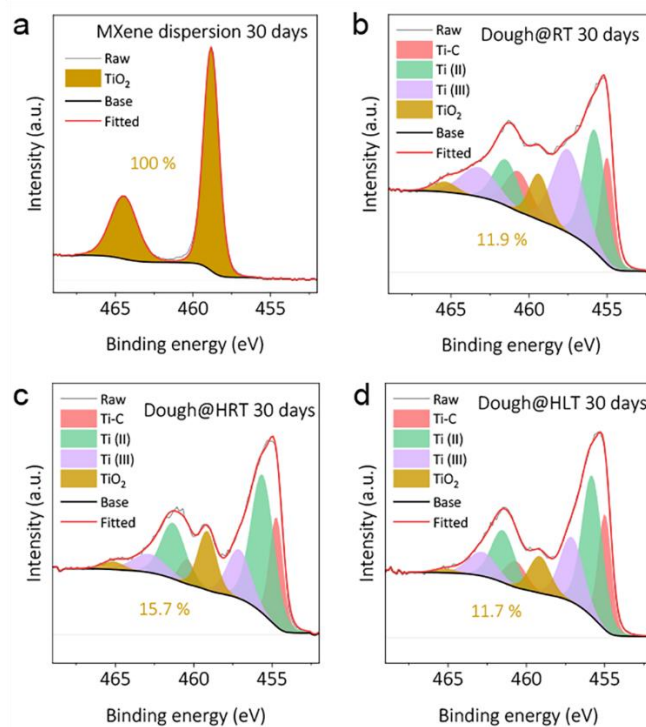 a
MXene dispersion 30 days
Raw
TiO2
Base
Fitted
100 %
Intensity (a.u.)
465
460
455
Binding energy (eV)
b
Dough@RT 30 days
Raw
Ti-C
Ti (II)
Ti (III)
TiO2
Base
Fitted
11.9 %
Intensity (a.u.)
465
460
455
Binding energy (eV)
c
Dough@HRT 30 days
Raw
Ti-C
Ti (II)
Ti (III)
TiO2
Base
Fitted
15.7 %
Intensity (a.u.)
465
460
455
Binding energy (eV)
d
Dough@HLT 30 days
Raw
Ti-C
Ti (II)
Ti (III)
TiO2
Base
Fitted
11.7 %
Intensity (a.u.)
465
460
455
Binding energy (eV)